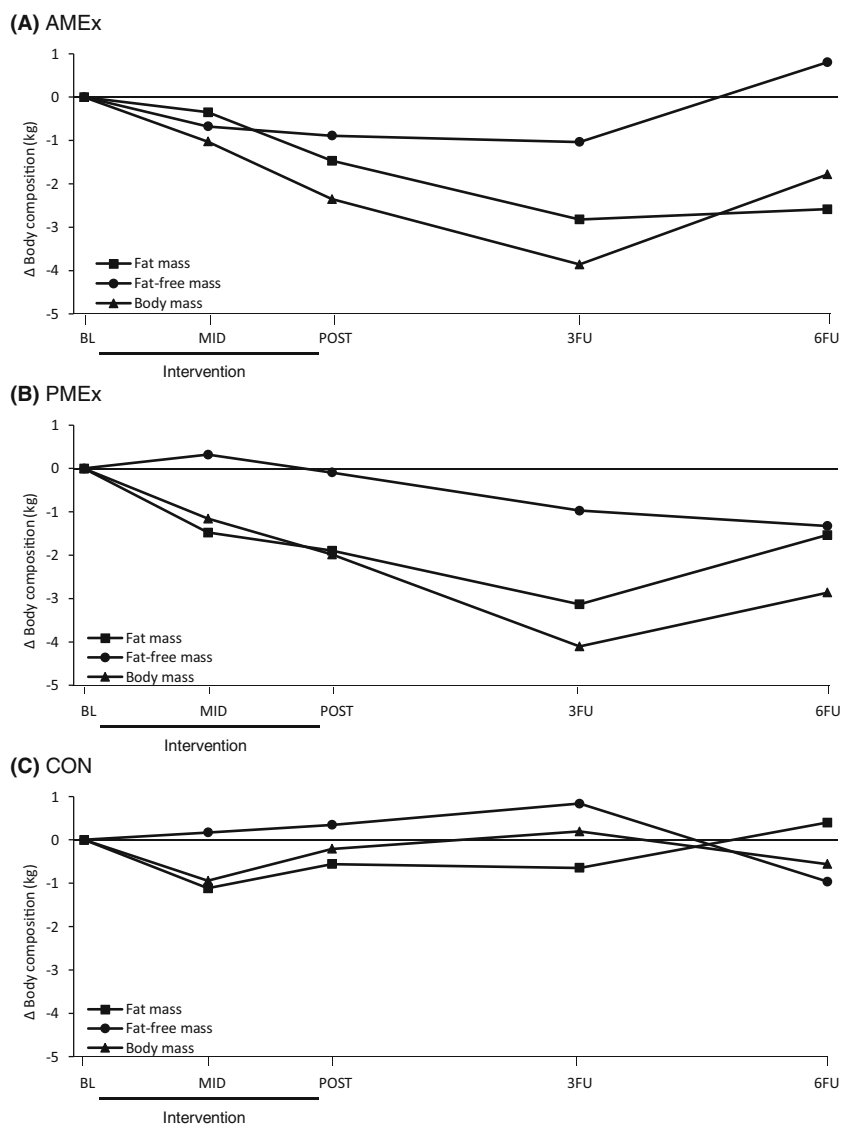 (A) AMEx
1
0
-1
-2
-3
-4
-5
Δ Body composition (kg)
Fat mass
Fat-free mass
Body mass
BL MID POST 3FU 6FU
Intervention
(B) PMEx
1
0
-1
-2
-3
-4
-5
Δ Body composition (kg)
Fat mass
Fat-free mass
Body mass
BL MID POST 3FU 6FU
Intervention
(C) CON
1
0
-1
-2
-3
-4
-5
Δ Body composition (kg)
Fat mass
Fat-free mass
Body mass
BL MID POST 3FU 6FU
Intervention